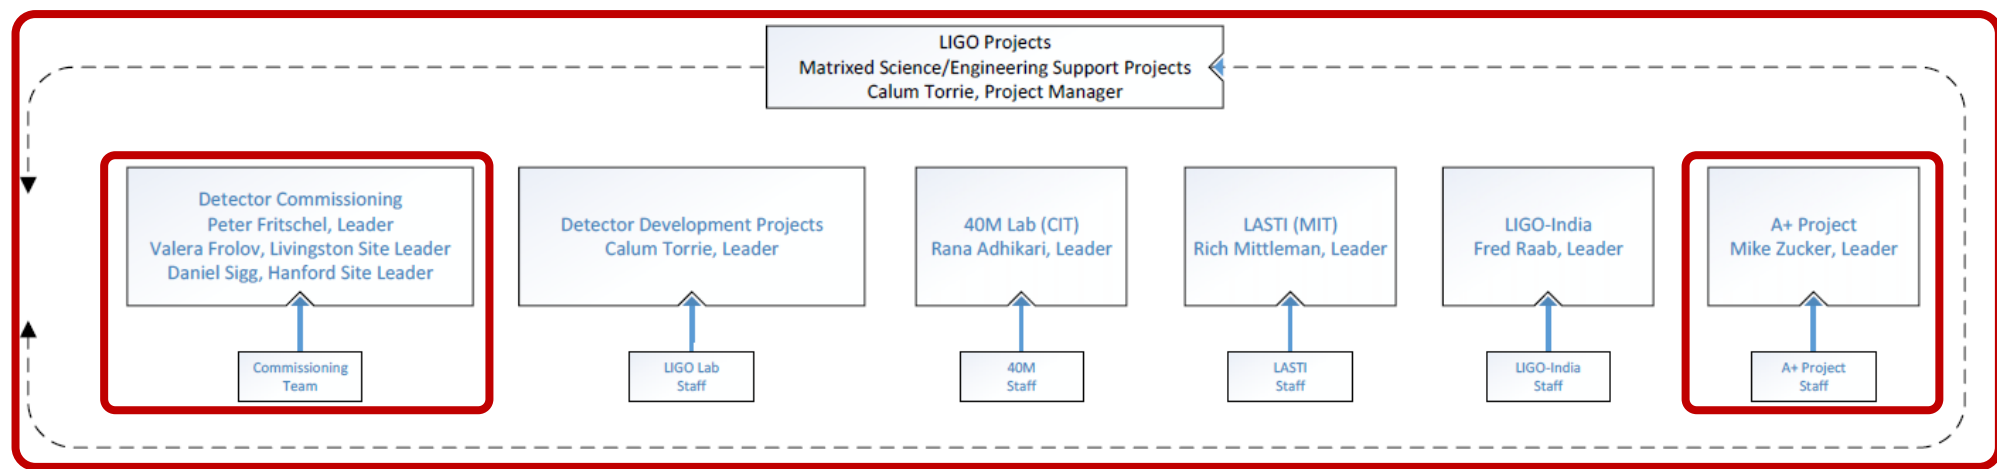 LIGO Projects
Matrixed Science/Engineering Support Projects
Calum Torrie, Project Manager
Detector Commissioning
Peter Fritschel, Leader
Valera Frolov, Livingston Site Leader
Daniel Sigg, Hanford Site Leader
Commissioning
Team
Detector Development Projects
Calum Torrie, Leader
LIGO Lab
Staff
40M Lab (CIT)
Rana Adhikari, Leader
40M
Staff
LASTI (MIT)
Rich Mittleman, Leader
LASTI
Staff
LIGO-India
Fred Raab, Leader
LIGO-India
Staff
A+ Project
Mike Zucker, Leader
A+ Project
Staff